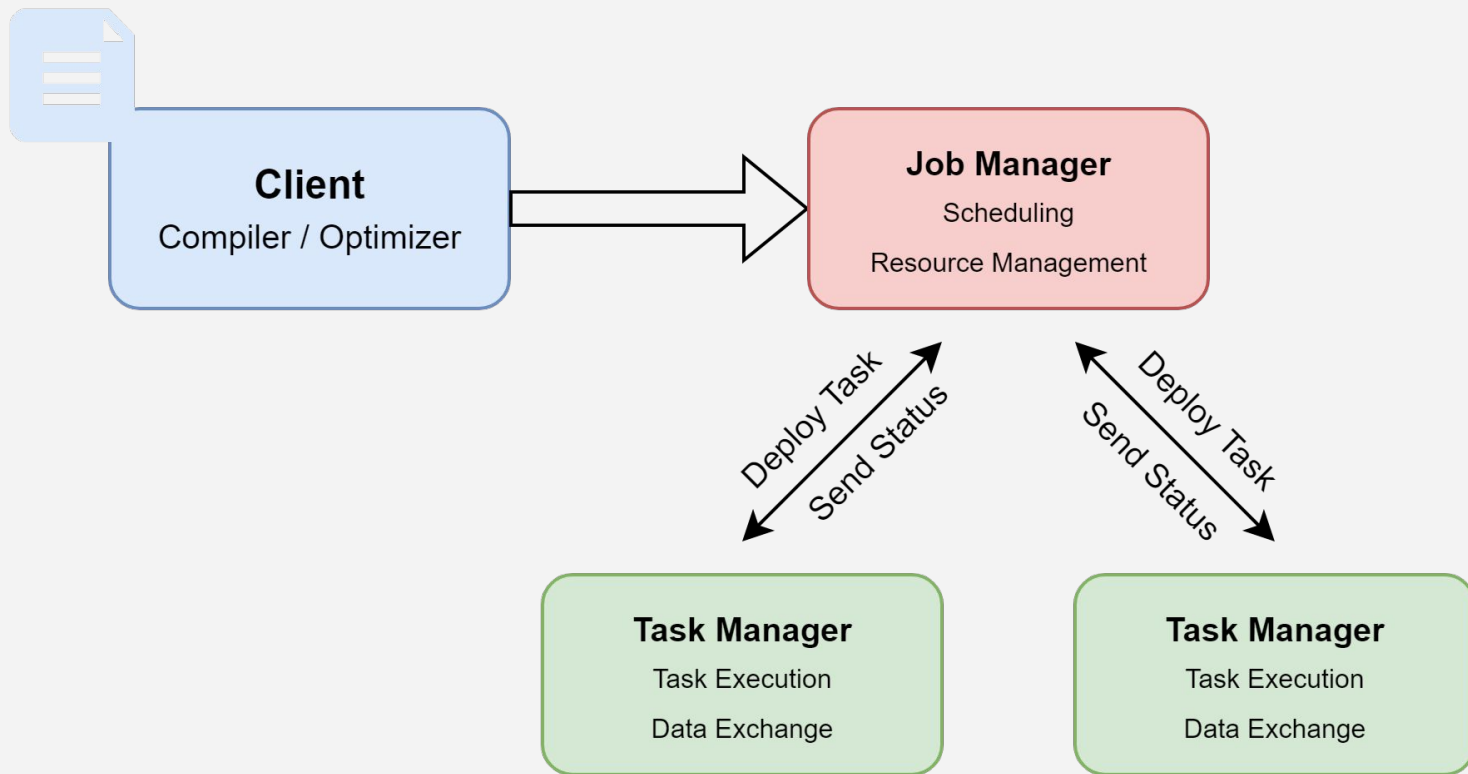 Client
Compiler / Optimizer
Job Manager
Scheduling
Resource Management
Deploy Task
Send Status
Deploy Task
Send Status
Task Manager
Task Execution
Data Exchange
Task Manager
Task Execution
Data Exchange